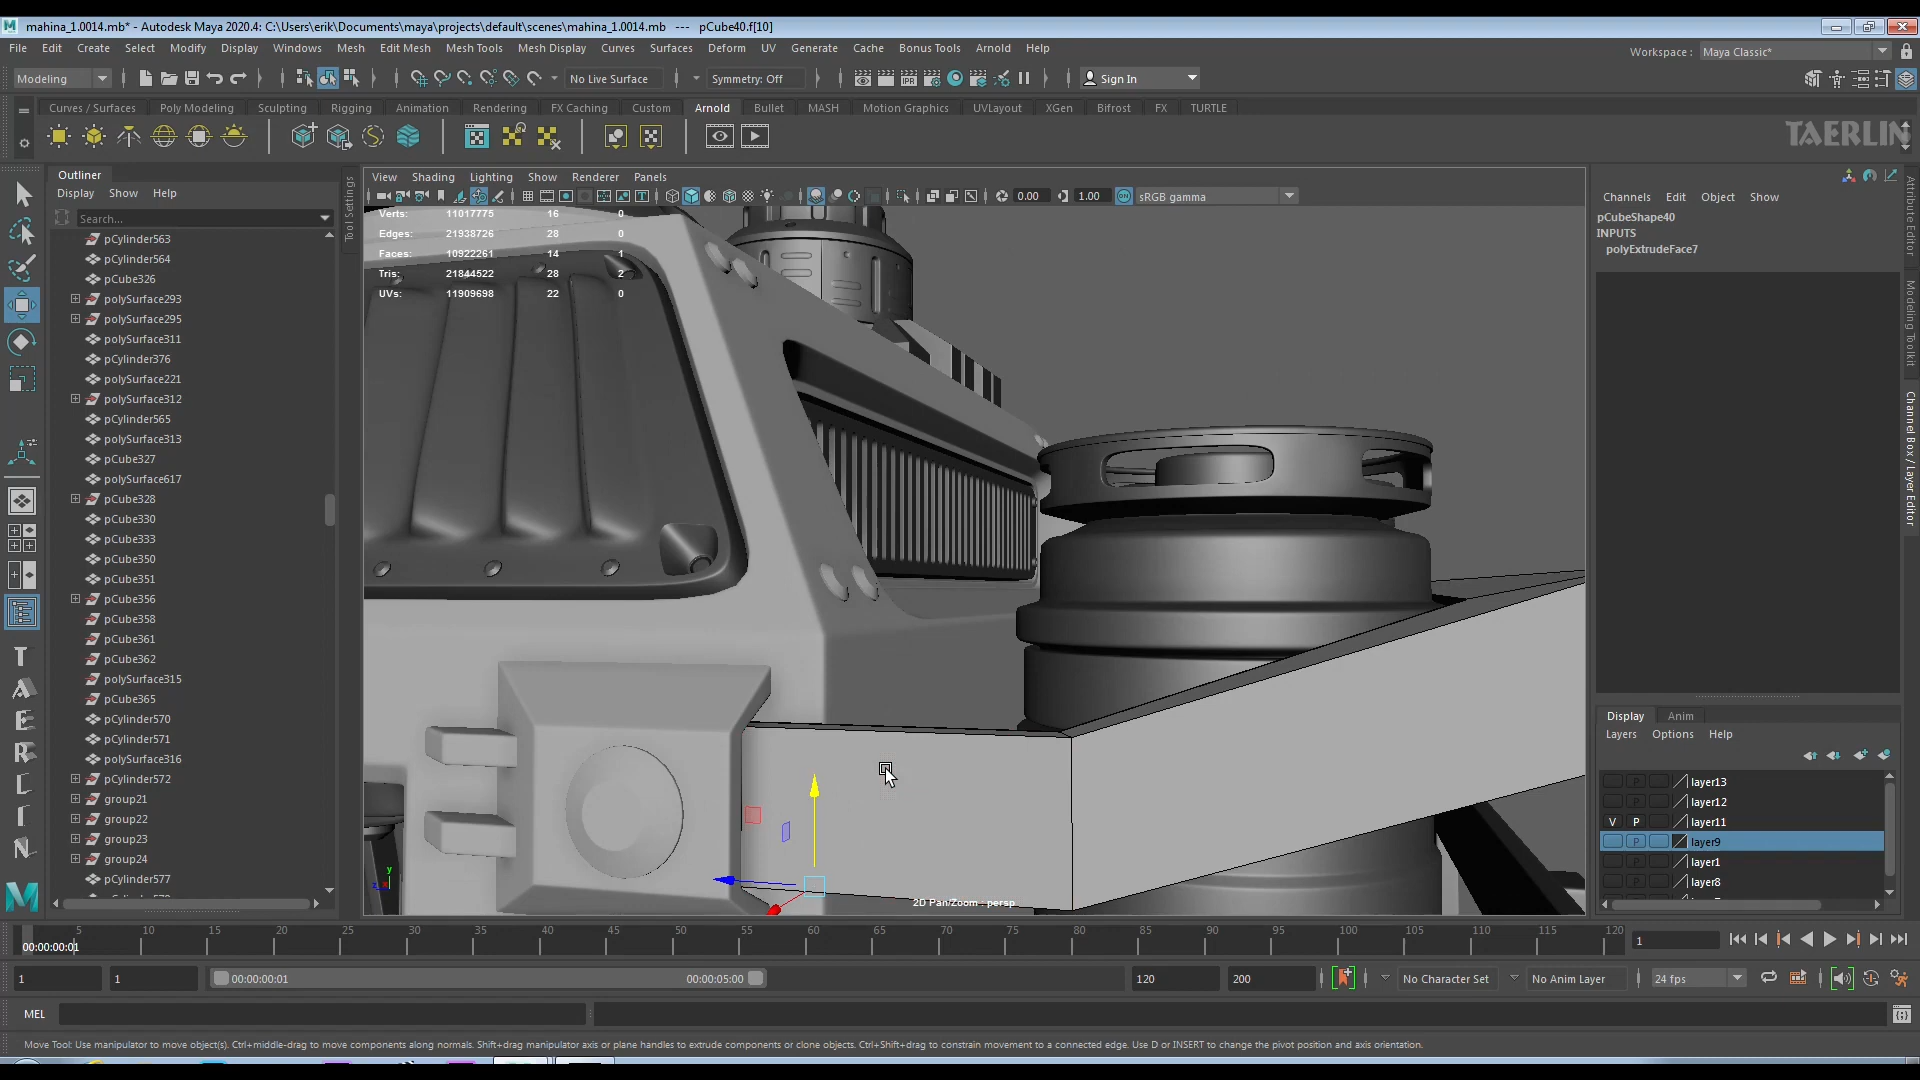 mahina_1.0014.mb* - Autodesk Maya 2020.4: C:\Users\erik\Documents\maya\projects\default\scenes\mahina_1.0014.mb   ---   pCube40.f[10]
File Edit Create Select Modify Display Windows Mesh Edit Mesh Mesh Tools Mesh Display Curves Surfaces Deform UV Generate Cache Bonus Tools Arnold Help
Workspace : Maya Classic*
Modeling No Live Surface Symmetry: Off Sign In
Curves / Surfaces Poly Modeling Sculpting Rigging Animation Rendering FX Caching Custom Arnold Bullet MASH Motion Graphics UVLayout XGen Bifrost FX TURTLE
IPR
TAERLIN
Outliner
Display Show Help
Search...
pCylinder563
pCylinder564
pCube326
polySurface293
polySurface295
polySurface311
pCylinder376
polySurface221
polySurface312
pCylinder565
polySurface313
pCube327
polySurface617
pCube328
pCube330
pCube333
pCube350
pCube351
pCube356
pCube358
pCube361
pCube362
polySurface315
pCube365
pCylinder570
pCylinder571
polySurface316
pCylinder572
group21
group22
group23
group24
pCylinder577
Tool Settings
View Shading Lighting Show Renderer Panels
0.00 1.00 ON sRGB gamma
Verts: 11017775 16 0
Edges: 21938726 28 0
Faces: 10922261 14 1
Tris: 21844522 28 2
UVs: 11909698 22 0
y
2D Pan/Zoom : persp
Channels Edit Object Show
pCubeShape40
INPUTS
polyExtrudeFace7
Attribute Editor
Modeling Toolkit
Channel Box / Layer Editor
Display Anim
Layers Options Help
P layer13
P layer12
V P layer11
P layer9
P layer1
P layer8
5 10 15 20 25 30 35 40 45 50 55 60 65 70 75 80 85 90 95 100 105 110 115 120
00:00:00:01
1
1 1 00:00:00:01 00:00:05:00 120 200 No Character Set No Anim Layer 24 fps
MEL
Move Tool: Use manipulator to move object(s). Ctrl+middle-drag to move components along normals. Shift+drag manipulator axis or plane handles to extrude components or clone objects. Ctrl+Shift+drag to constrain movement to a connected edge. Use D or INSERT to change the pivot position and axis orientation.